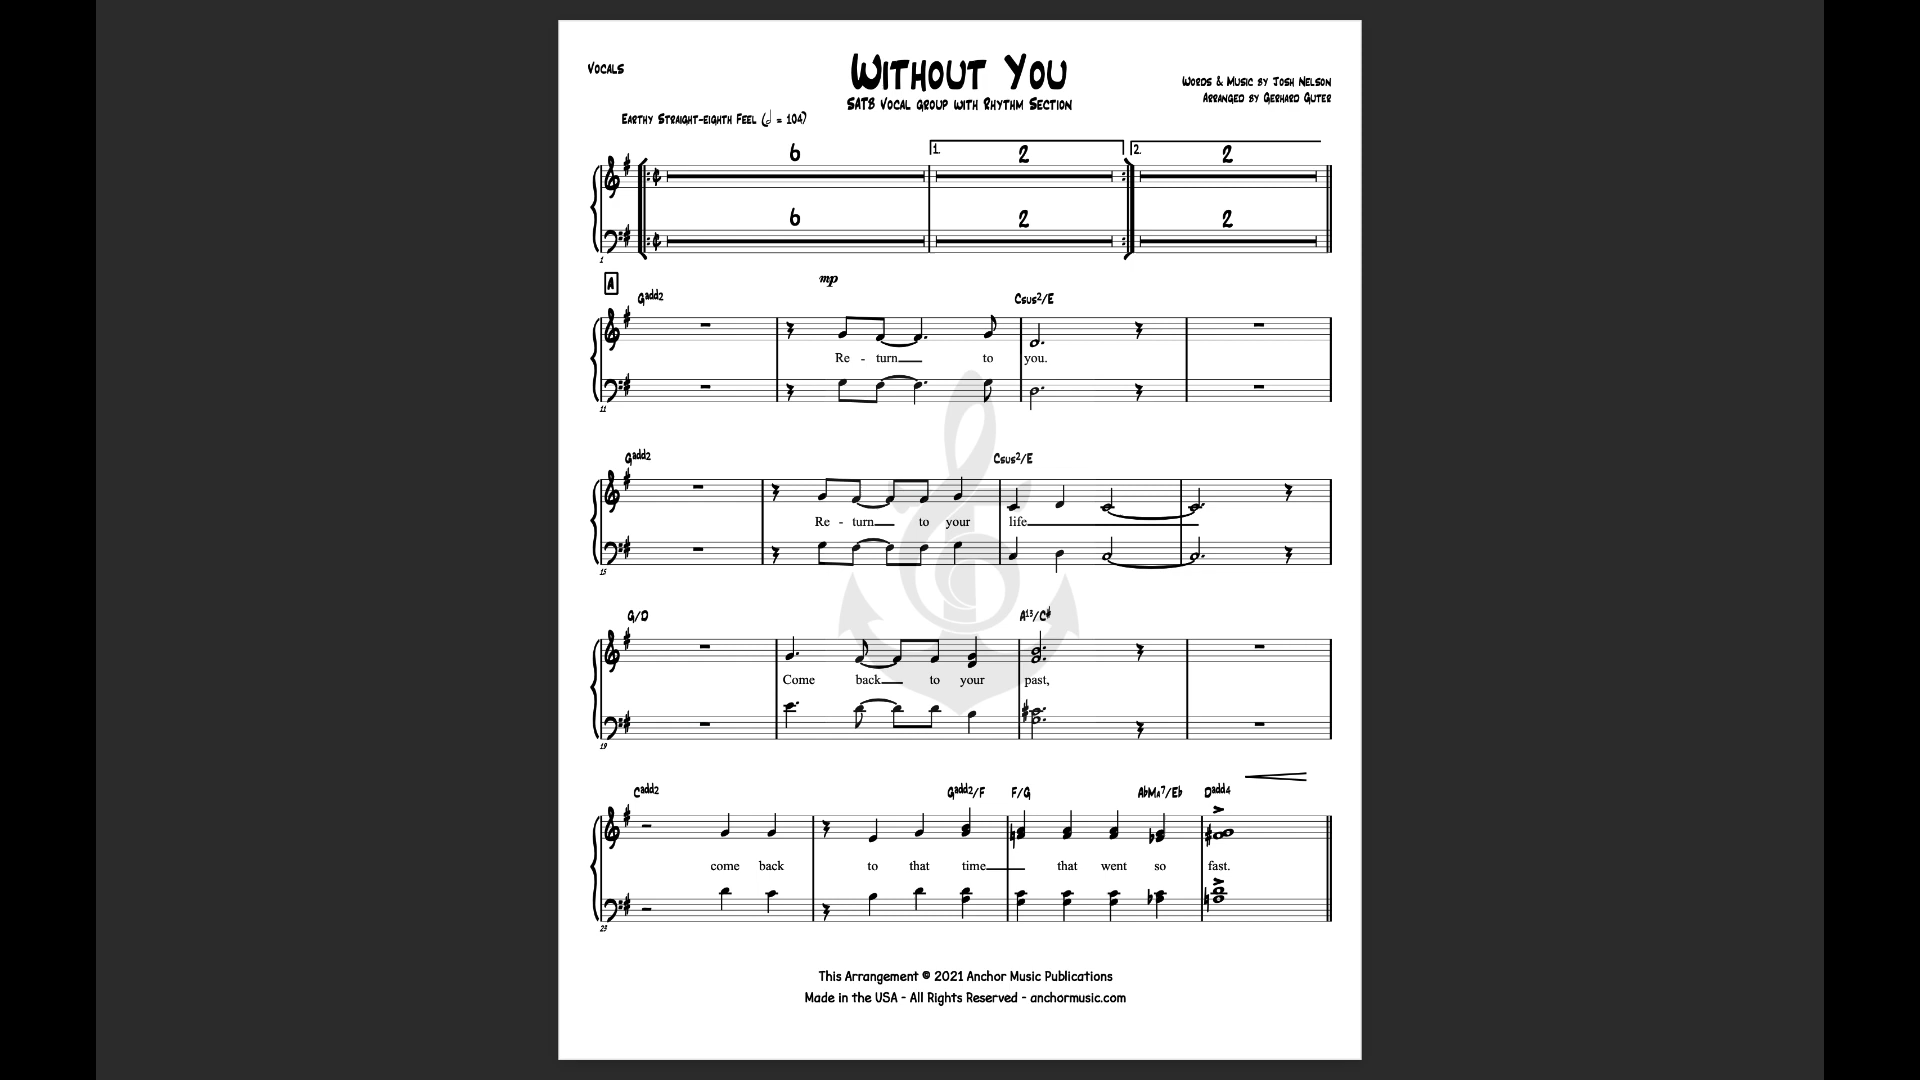 Vocals
Without You
SATB Vocal group with Rhythm Section
Words & Music by Josh Nelson
Arranged by Gerhard Guter
Earthy Straight-eighth Feel (𝅗𝅥 = 104)
6 1. 2 2. 2
6 2 2
1
A
mp
Gadd2 Csus2/E
Re - turn to you.
11
Gadd2 Csus2/E
Re - turn to your life
15
G/D A13/C#
Come back to your past,
19
Cadd2 Gadd2/F F/G AbMa7/Eb Dadd4
come back to that time that went so fast.
23
This Arrangement © 2021 Anchor Music Publications
Made in the USA - All Rights Reserved - anchormusic.com